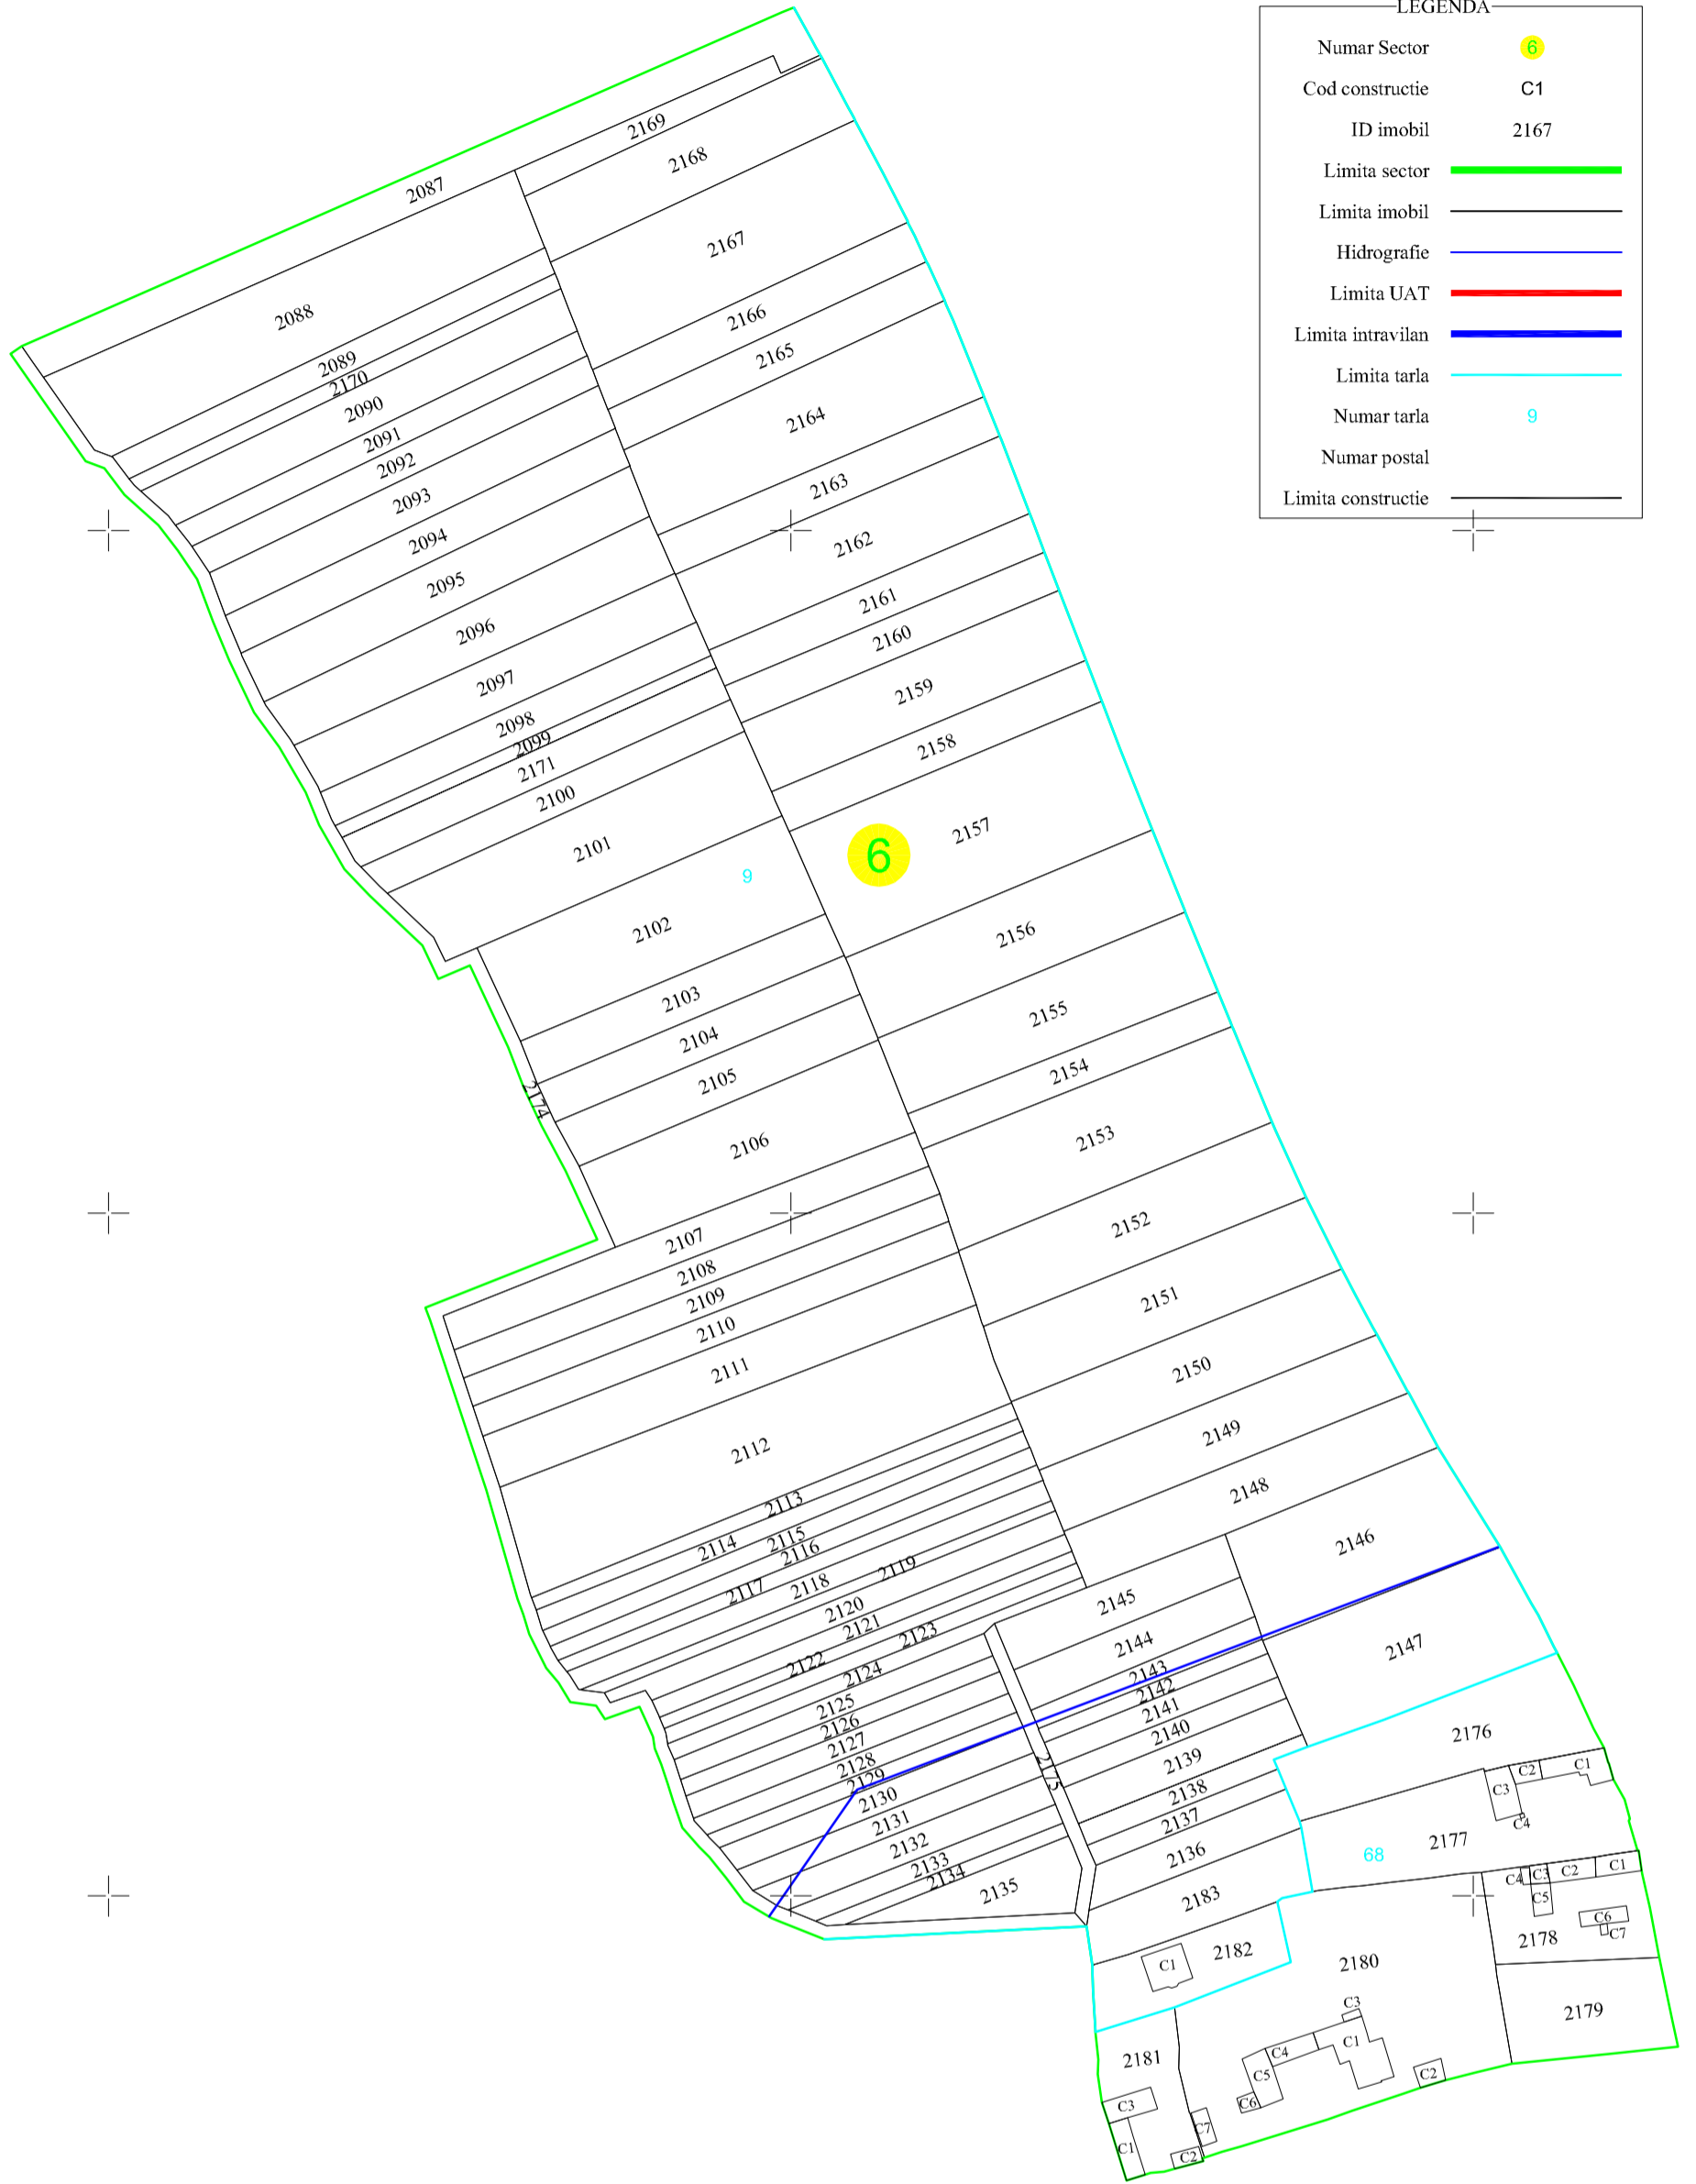 LEGENDA
Numar Sector 6
Cod constructie C1
ID imobil 2167
Limita sector
Limita imobil
Hidrografie
Limita UAT
Limita intravilan
Limita tarla
Numar tarla 9
Numar postal
Limita constructie
2169
2168
2087
2167
2088
2166
2089
2165
2170
2090
2164
2091
2092
2163
2093
2162
2094
2095
2161
2096
2160
2097
2159
2098
2099
2158
2171
2100
2157
2101
6
9
2102
2156
2103
2155
2104
2105
2154
2174
2106
2153
2107
2152
2108
2109
2151
2110
2111
2150
2112
2149
2113
2148
2114
2115
2116
2146
2117
2118
2119
2145
2120
2121
2123
2144
2122
2147
2124
2143
2142
2125
2141
2126
2140
2127
2176
2128
2139
2129
2173
C1
C2
C3
2130
2138
2131
2137
C4
2132
2136
68
2177
2133
2134
2135
2183
C4
C3
C2
C1
C5
C6
C7
2178
2182
C1
2180
2179
C3
C1
C4
2181
C5
C2
C6
C3
C7
C1
C2